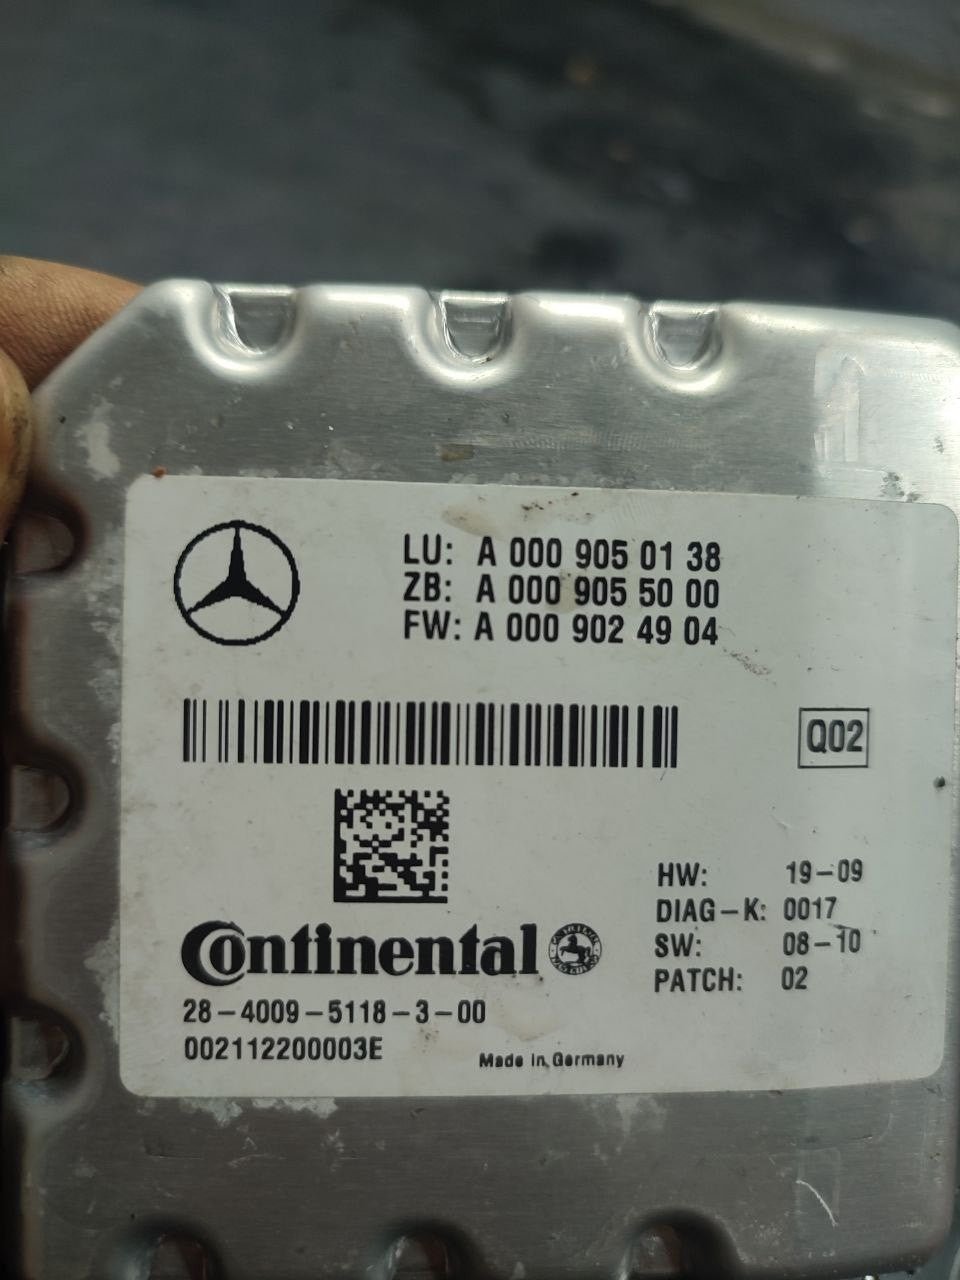 LU: A 000 905 01 38
ZB: A 000 905 50 00
FW: A 000 902 49 04
Q02
HW: 19-09
DIAG-K: 0017
SW: 08-10
PATCH: 02
Continental
28-4009-5118-3-00
002112200003E
Made in Germany